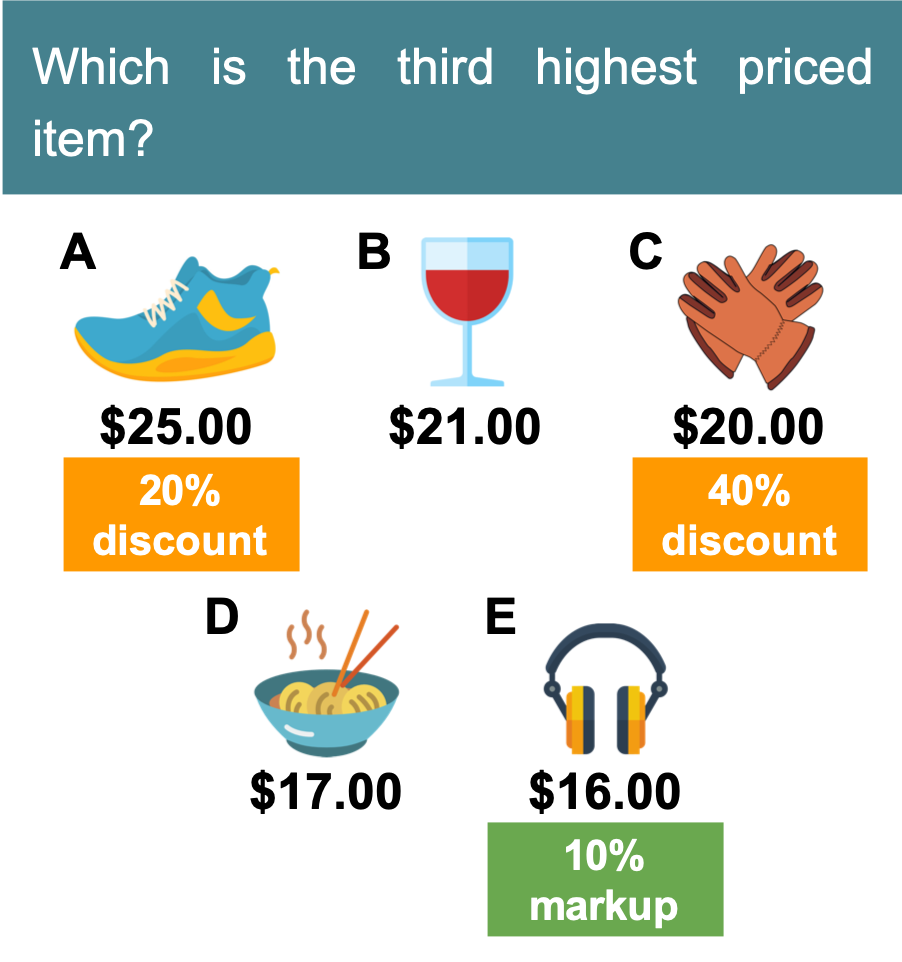 Which is the third highest priced
item?
A
B
C
$25.00
$21.00
$20.00
20%
discount
40%
discount
D
E
$17.00
$16.00
10%
markup